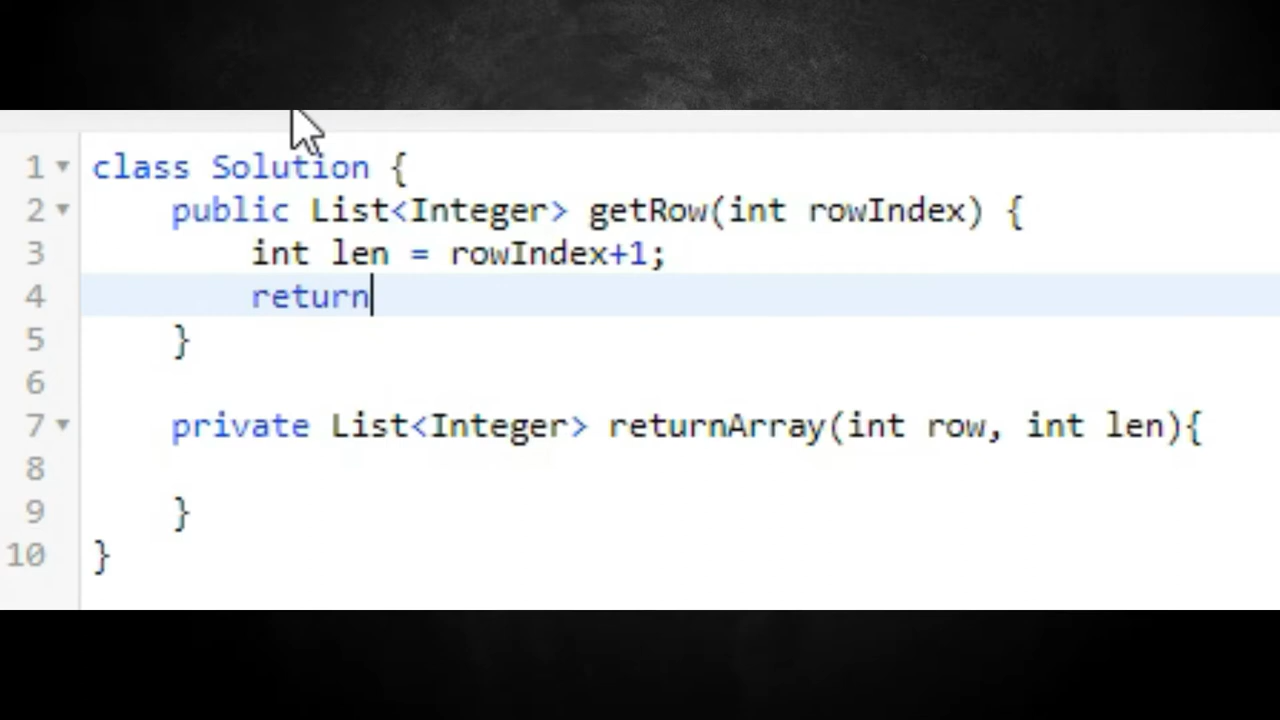 1 class Solution {
2     public List<Integer> getRow(int rowIndex) {
3         int len = rowIndex+1;
4         return
5     }
6
7     private List<Integer> returnArray(int row, int len){
8
9     }
10 }